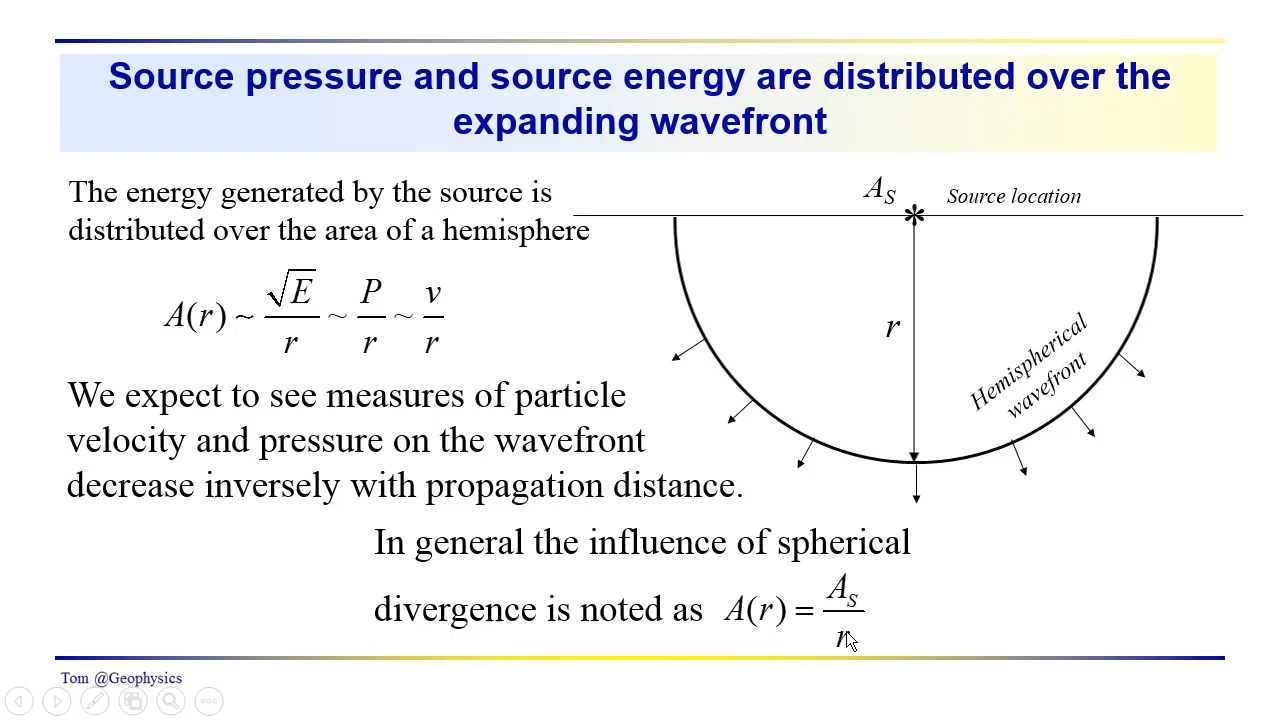 Source pressure and source energy are distributed over the
expanding wavefront
The energy generated by the source is
distributed over the area of a hemisphere
A(r) ~ √E/r ~ P/r ~ v/r
We expect to see measures of particle
velocity and pressure on the wavefront
decrease inversely with propagation distance.
A_S
Source location
r
Hemispherical
wavefront
In general the influence of spherical
divergence is noted as A(r) = A_S/r
Tom @Geophysics